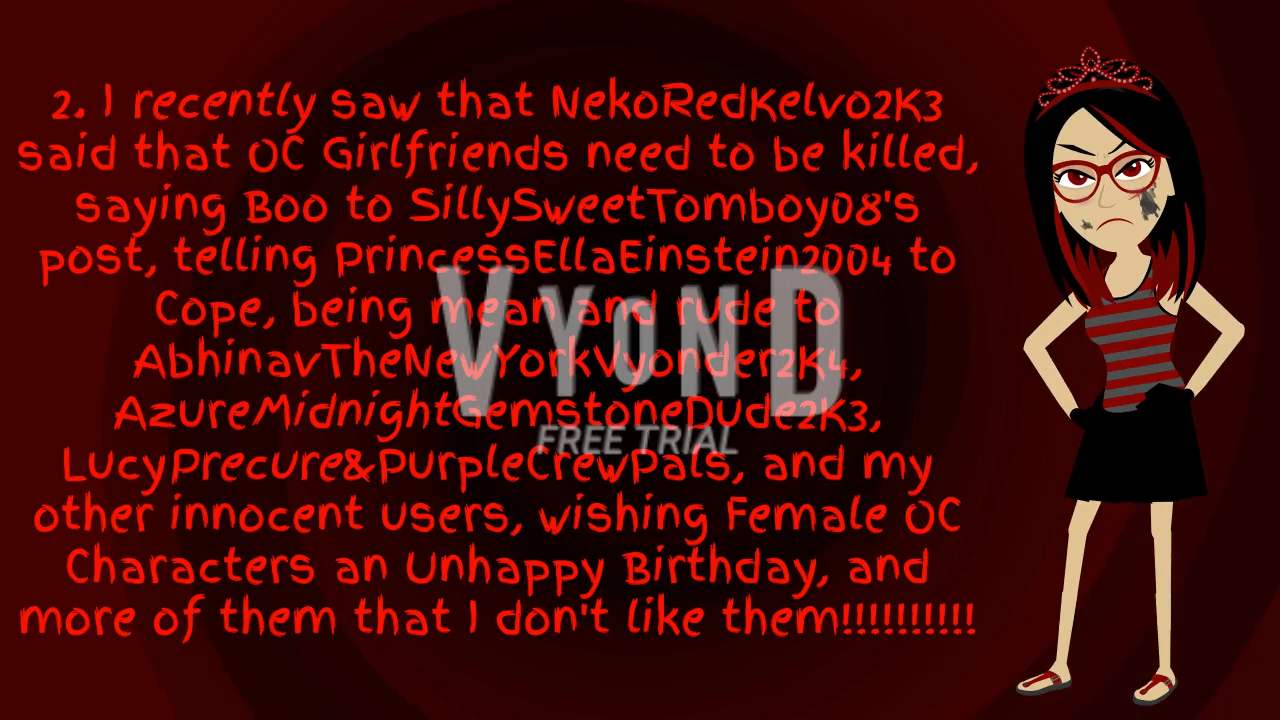 2. I recently saw that NekoRedKelvo2K3
said that OC Girlfriends need to be killed,
saying Boo to SillySweetTomboy08's
post, telling PrincessEllaEinstein2004 to
Cope, being mean and rude to
AbhinavTheNewYorkVyonder2K4,
AzureMidnightGemstoneDude2K3,
LucyPrecure&PurpleCrewPals, and my
other innocent users, wishing Female OC
Characters an Unhappy Birthday, and
more of them that I don't like them!!!!!!!!!!
VYOND
FREE TRIAL